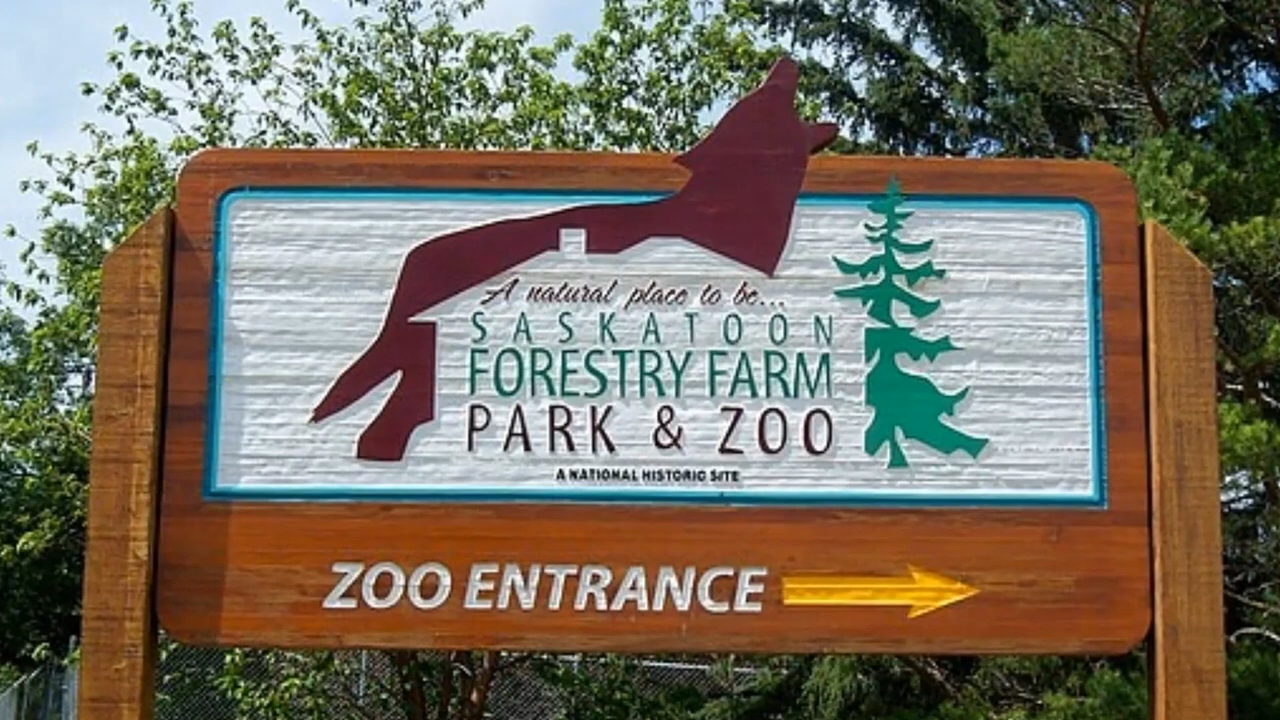 A natural place to be...
SASKATOON
FORESTRY FARM
PARK & ZOO
A NATIONAL HISTORIC SITE
ZOO ENTRANCE